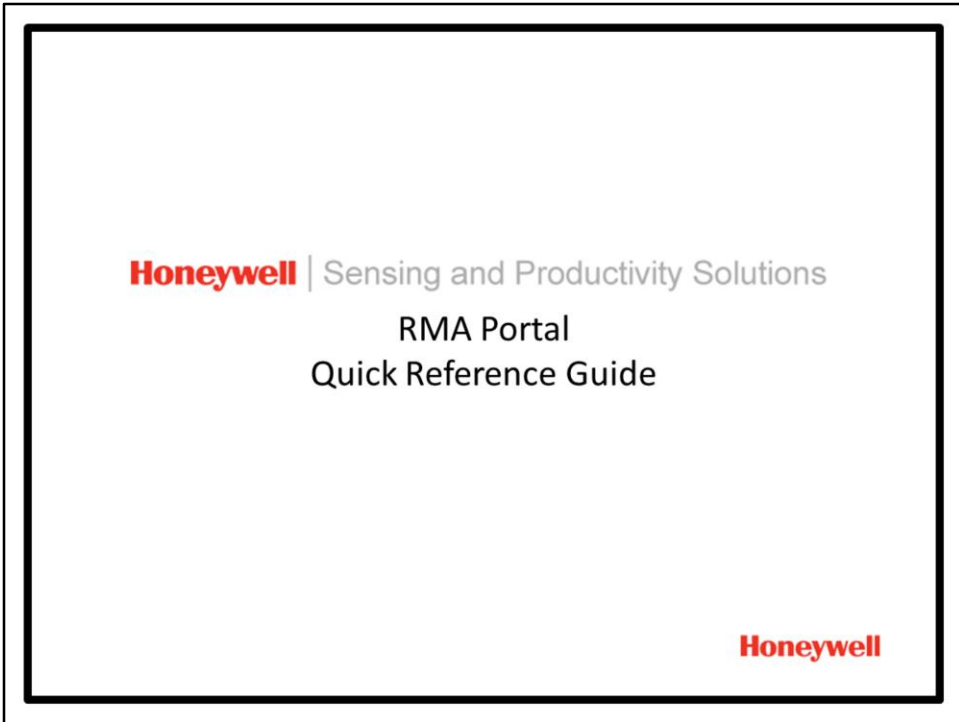 Honeywell | Sensing and Productivity Solutions
RMA Portal
Quick Reference Guide
Honeywell